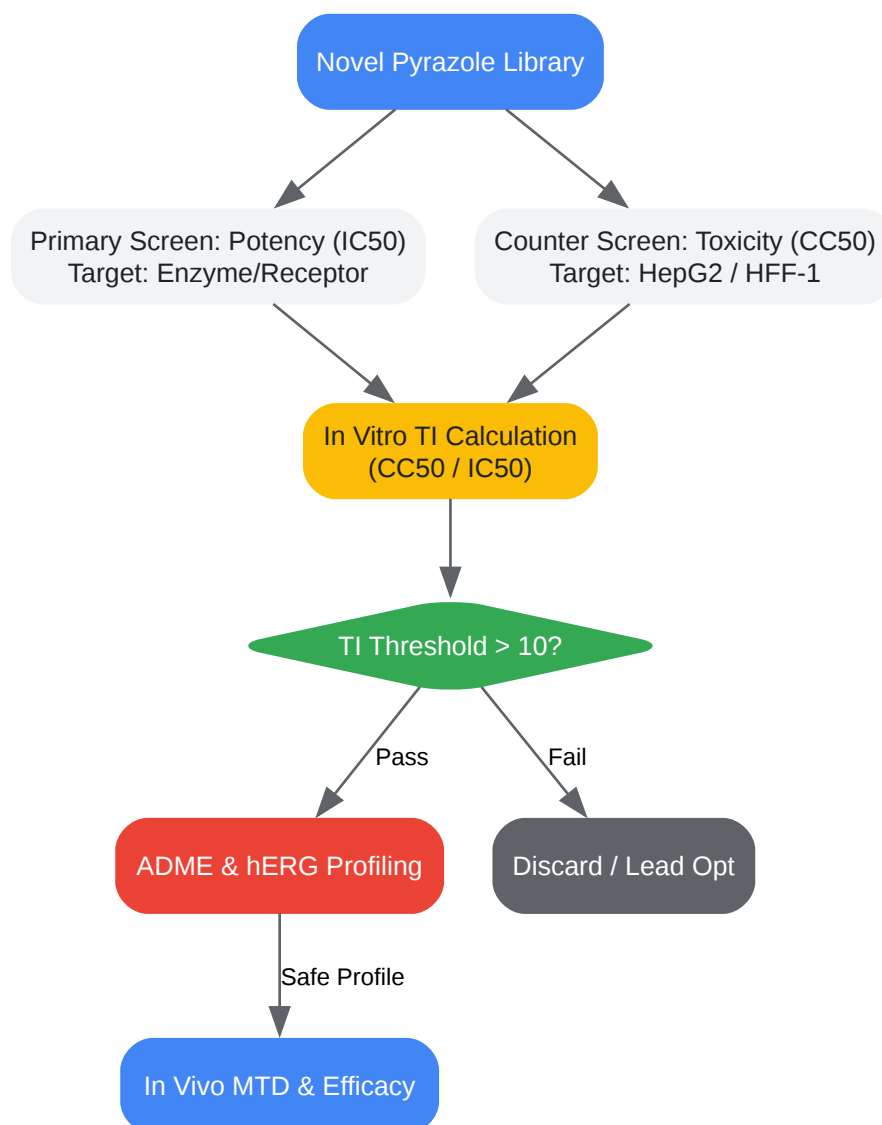 Novel Pyrazole Library
Primary Screen: Potency (IC50)
Target: Enzyme/Receptor
Counter Screen: Toxicity (CC50)
Target: HepG2 / HFF-1
In Vitro TI Calculation
(CC50 / IC50)
TI Threshold > 10?
Pass
Fail
ADME & hERG Profiling
Discard / Lead Opt
Safe Profile
In Vivo MTD & Efficacy